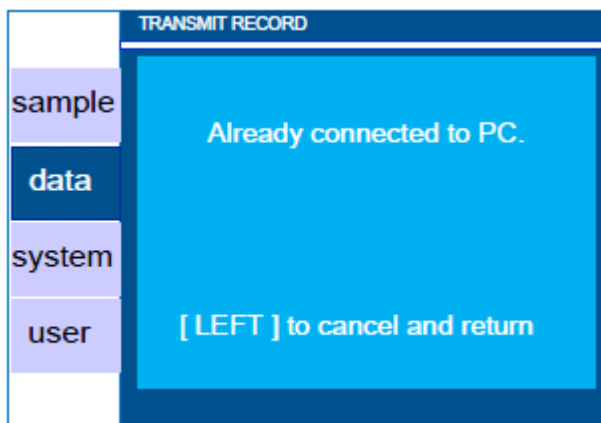 TRANSMIT RECORD
sample
data
system
user
Already connected to PC.
[ LEFT ] to cancel and return